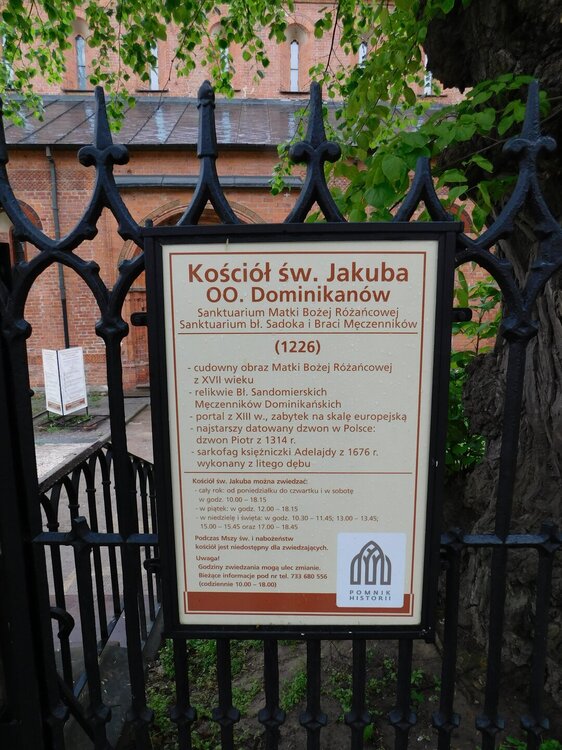 Kościół św. Jakuba
OO. Dominikanów
Sanktuarium Matki Bożej Różańcowej
Sanktuarium bł. Sadoka i Braci Męczenników
(1226)
- cudowny obraz Matki Bożej Różańcowej
z XVII wieku
- relikwie Bł. Sandomierskich
Męczenników Dominikańskich
- portal z XIII w., zabytek na skalę europejską
- najstarszy datowany dzwon w Polsce:
dzwon Piotr z 1314 r.
- sarkofag księżniczki Adelajdy z 1676 r.
wykonany z litego dębu
Kościół św. Jakuba można zwiedzać:
- cały rok: od poniedziałku do czwartku i w sobotę
w godz. 10.00 – 18.15
- w piątek: w godz. 12.00 - 18.15
- w niedzielę i święta: w godz. 10.30 – 11.45; 13.00 – 13.45;
15.00 – 15.45 oraz 17.00 – 18.45
Podczas Mszy św. i nabożeństw
kościół jest niedostępny dla zwiedzających.
Uwaga!
Godziny zwiedzania mogą ulec zmianie.
Bieżące informacje pod nr tel. 733 680 556
(codziennie 10.00 – 18.00)
POMNIK
HISTORII